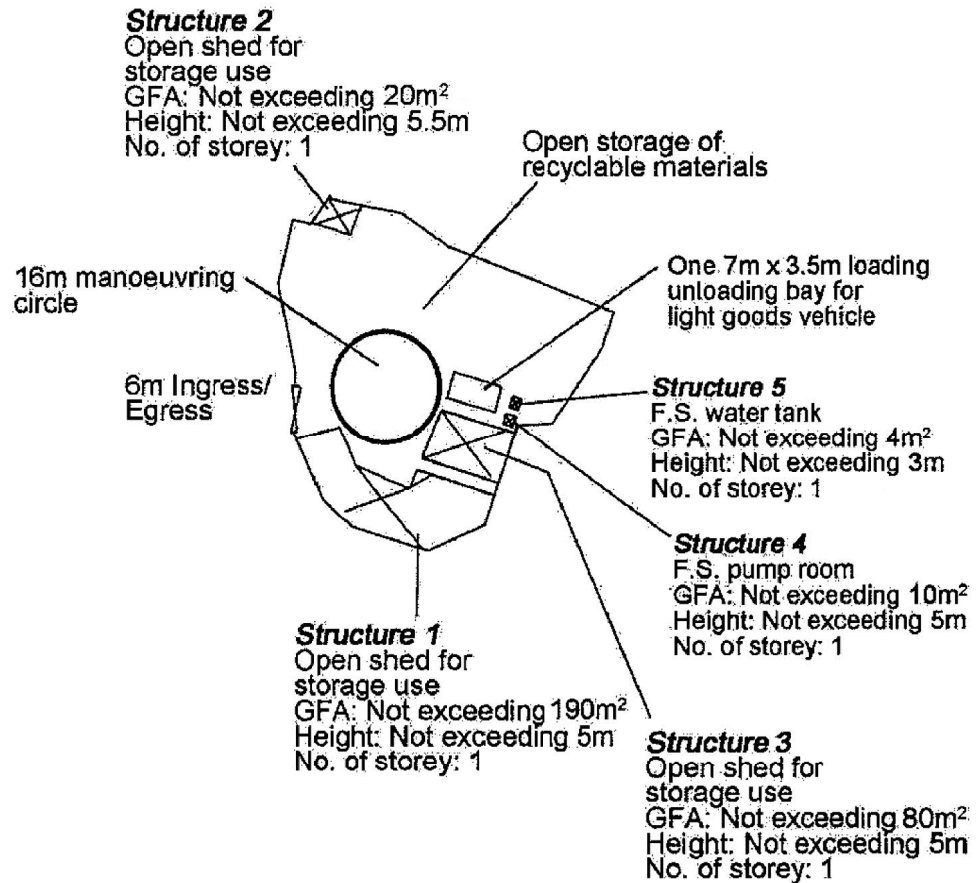 Structure 2
Open shed for
storage use
GFA: Not exceeding 20m²
Height: Not exceeding 5.5m
No. of storey: 1
Open storage of
recyclable materials
16m manoeuvring
circle
One 7m x 3.5m loading
unloading bay for
light goods vehicle
6m Ingress/
Egress
Structure 5
F.S. water tank
GFA: Not exceeding 4m²
Height: Not exceeding 3m
No. of storey: 1
Structure 4
F.S. pump room
GFA: Not exceeding 10m²
Height: Not exceeding 5m
No. of storey: 1
Structure 1
Open shed for
storage use
GFA: Not exceeding 190m²
Height: Not exceeding 5m
No. of storey: 1
Structure 3
Open shed for
storage use
GFA: Not exceeding 80m²
Height: Not exceeding 5m
No. of storey: 1